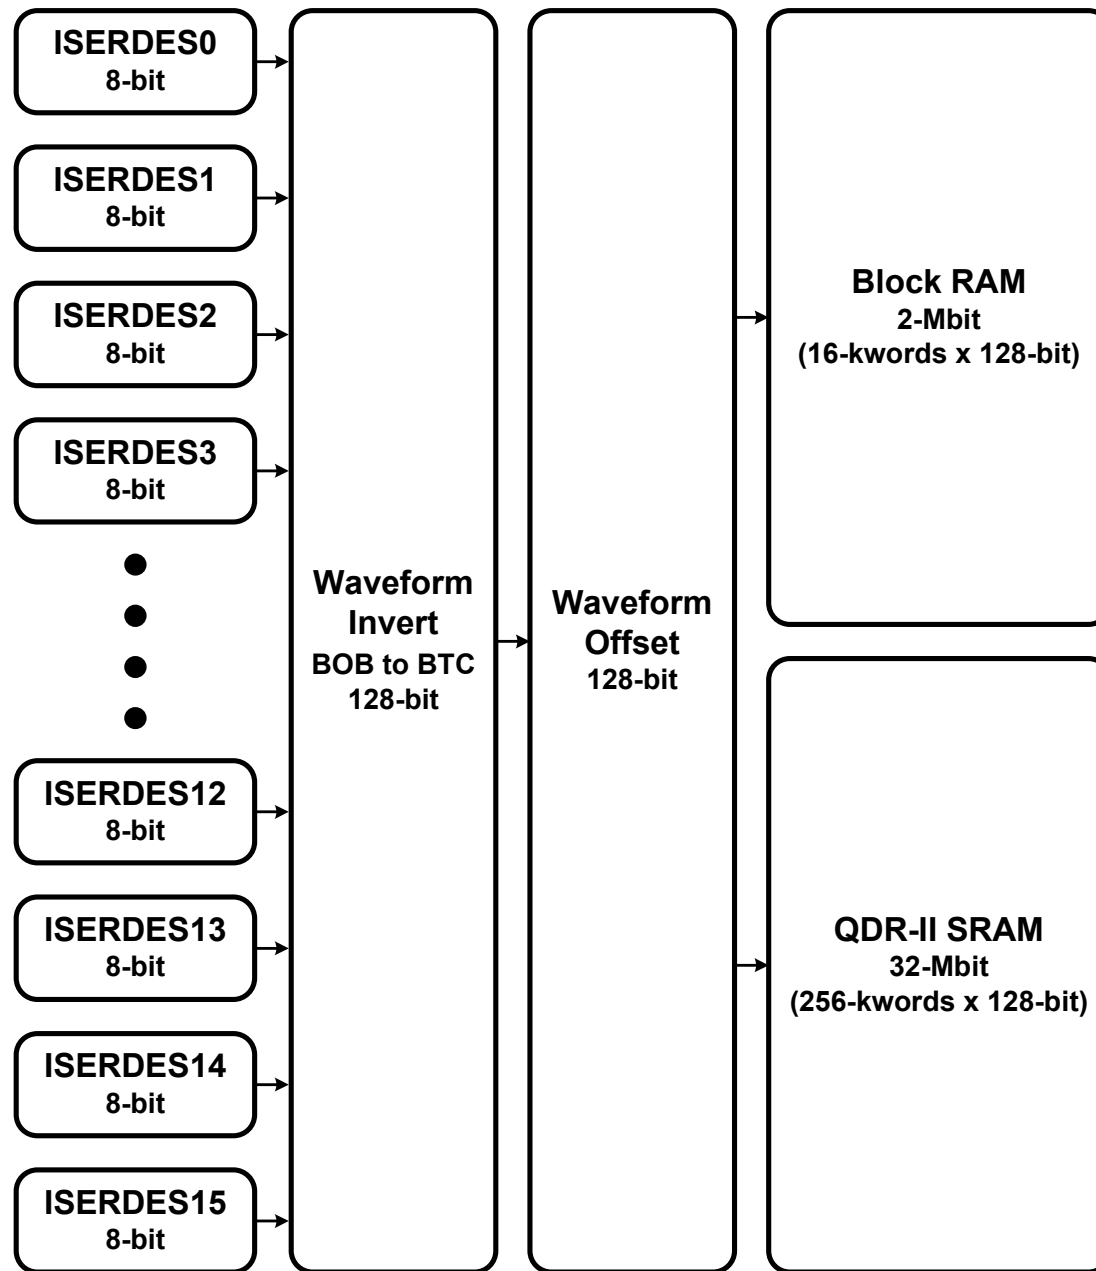 ISERDES0
8-bit
ISERDES1
8-bit
ISERDES2
8-bit
ISERDES3
8-bit
ISERDES12
8-bit
ISERDES13
8-bit
ISERDES14
8-bit
ISERDES15
8-bit
Waveform
Invert
BOB to BTC
128-bit
Waveform
Offset
128-bit
Block RAM
2-Mbit
(16-kwords x 128-bit)
QDR-II SRAM
32-Mbit
(256-kwords x 128-bit)